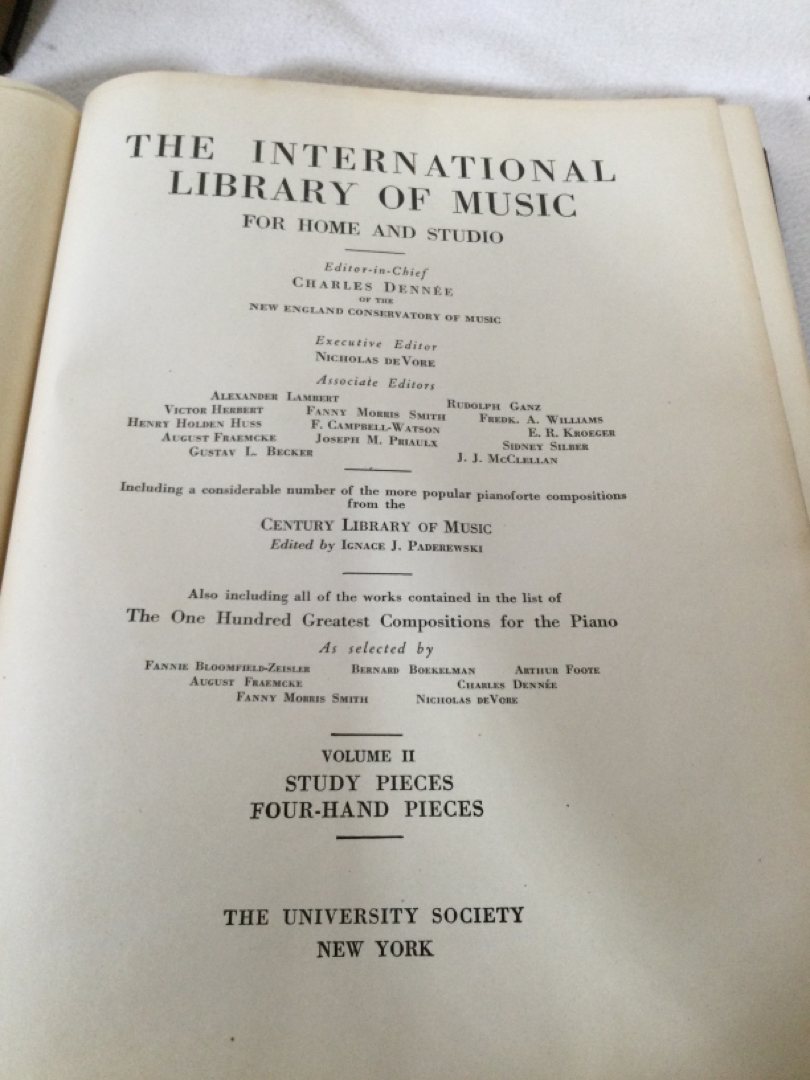 THE INTERNATIONAL
LIBRARY OF MUSIC
FOR HOME AND STUDIO
Editor-in-Chief
CHARLES DENNÉE
OF THE
NEW ENGLAND CONSERVATORY OF MUSIC
Executive Editor
NICHOLAS DEVORE
Associate Editors
ALEXANDER LAMBERT RUDOLPH GANZ
VICTOR HERBERT FANNY MORRIS SMITH FREDK. A. WILLIAMS
HENRY HOLDEN HUSS F. CAMPBELL-WATSON E. R. KROEGER
AUGUST FRAEMCKE JOSEPH M. PRIAULX SIDNEY SILBER
GUSTAV L. BECKER J. J. MCCLELLAN
Including a considerable number of the more popular pianoforte compositions
from the
CENTURY LIBRARY OF MUSIC
Edited by IGNACE J. PADEREWSKI
Also including all of the works contained in the list of
The One Hundred Greatest Compositions for the Piano
As selected by
FANNIE BLOOMFIELD-ZEISLER BERNARD BOEKELMAN ARTHUR FOOTE
AUGUST FRAEMCKE CHARLES DENNÉE
FANNY MORRIS SMITH NICHOLAS DEVORE
VOLUME II
STUDY PIECES
FOUR-HAND PIECES
THE UNIVERSITY SOCIETY
NEW YORK